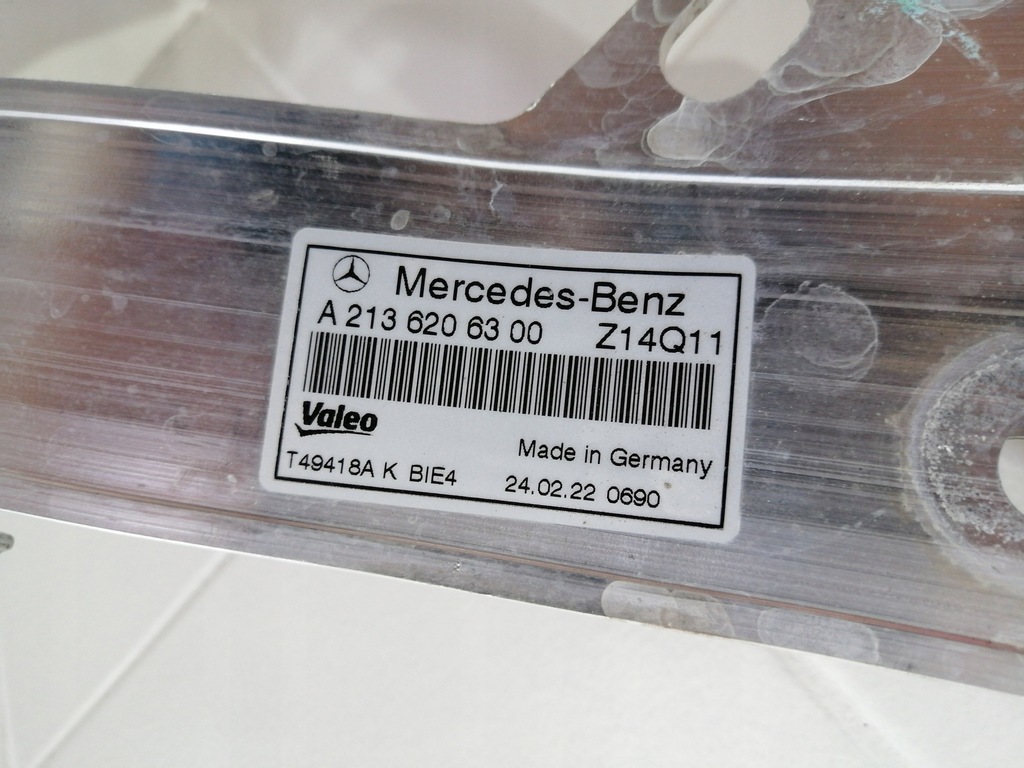 Mercedes-Benz
A 213 620 63 00 Z14Q11
Valeo
Made in Germany
T49418A K BIE4 24.02.22 0690